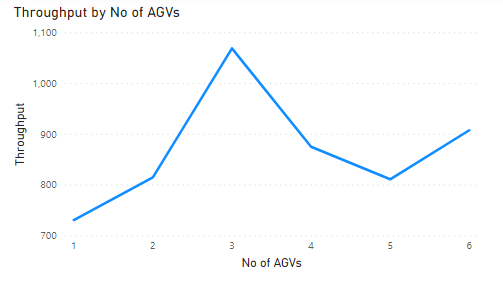 Throughput by No of AGVs
1,100
1,000
900
800
700
Throughput
1 2 3 4 5 6
No of AGVs